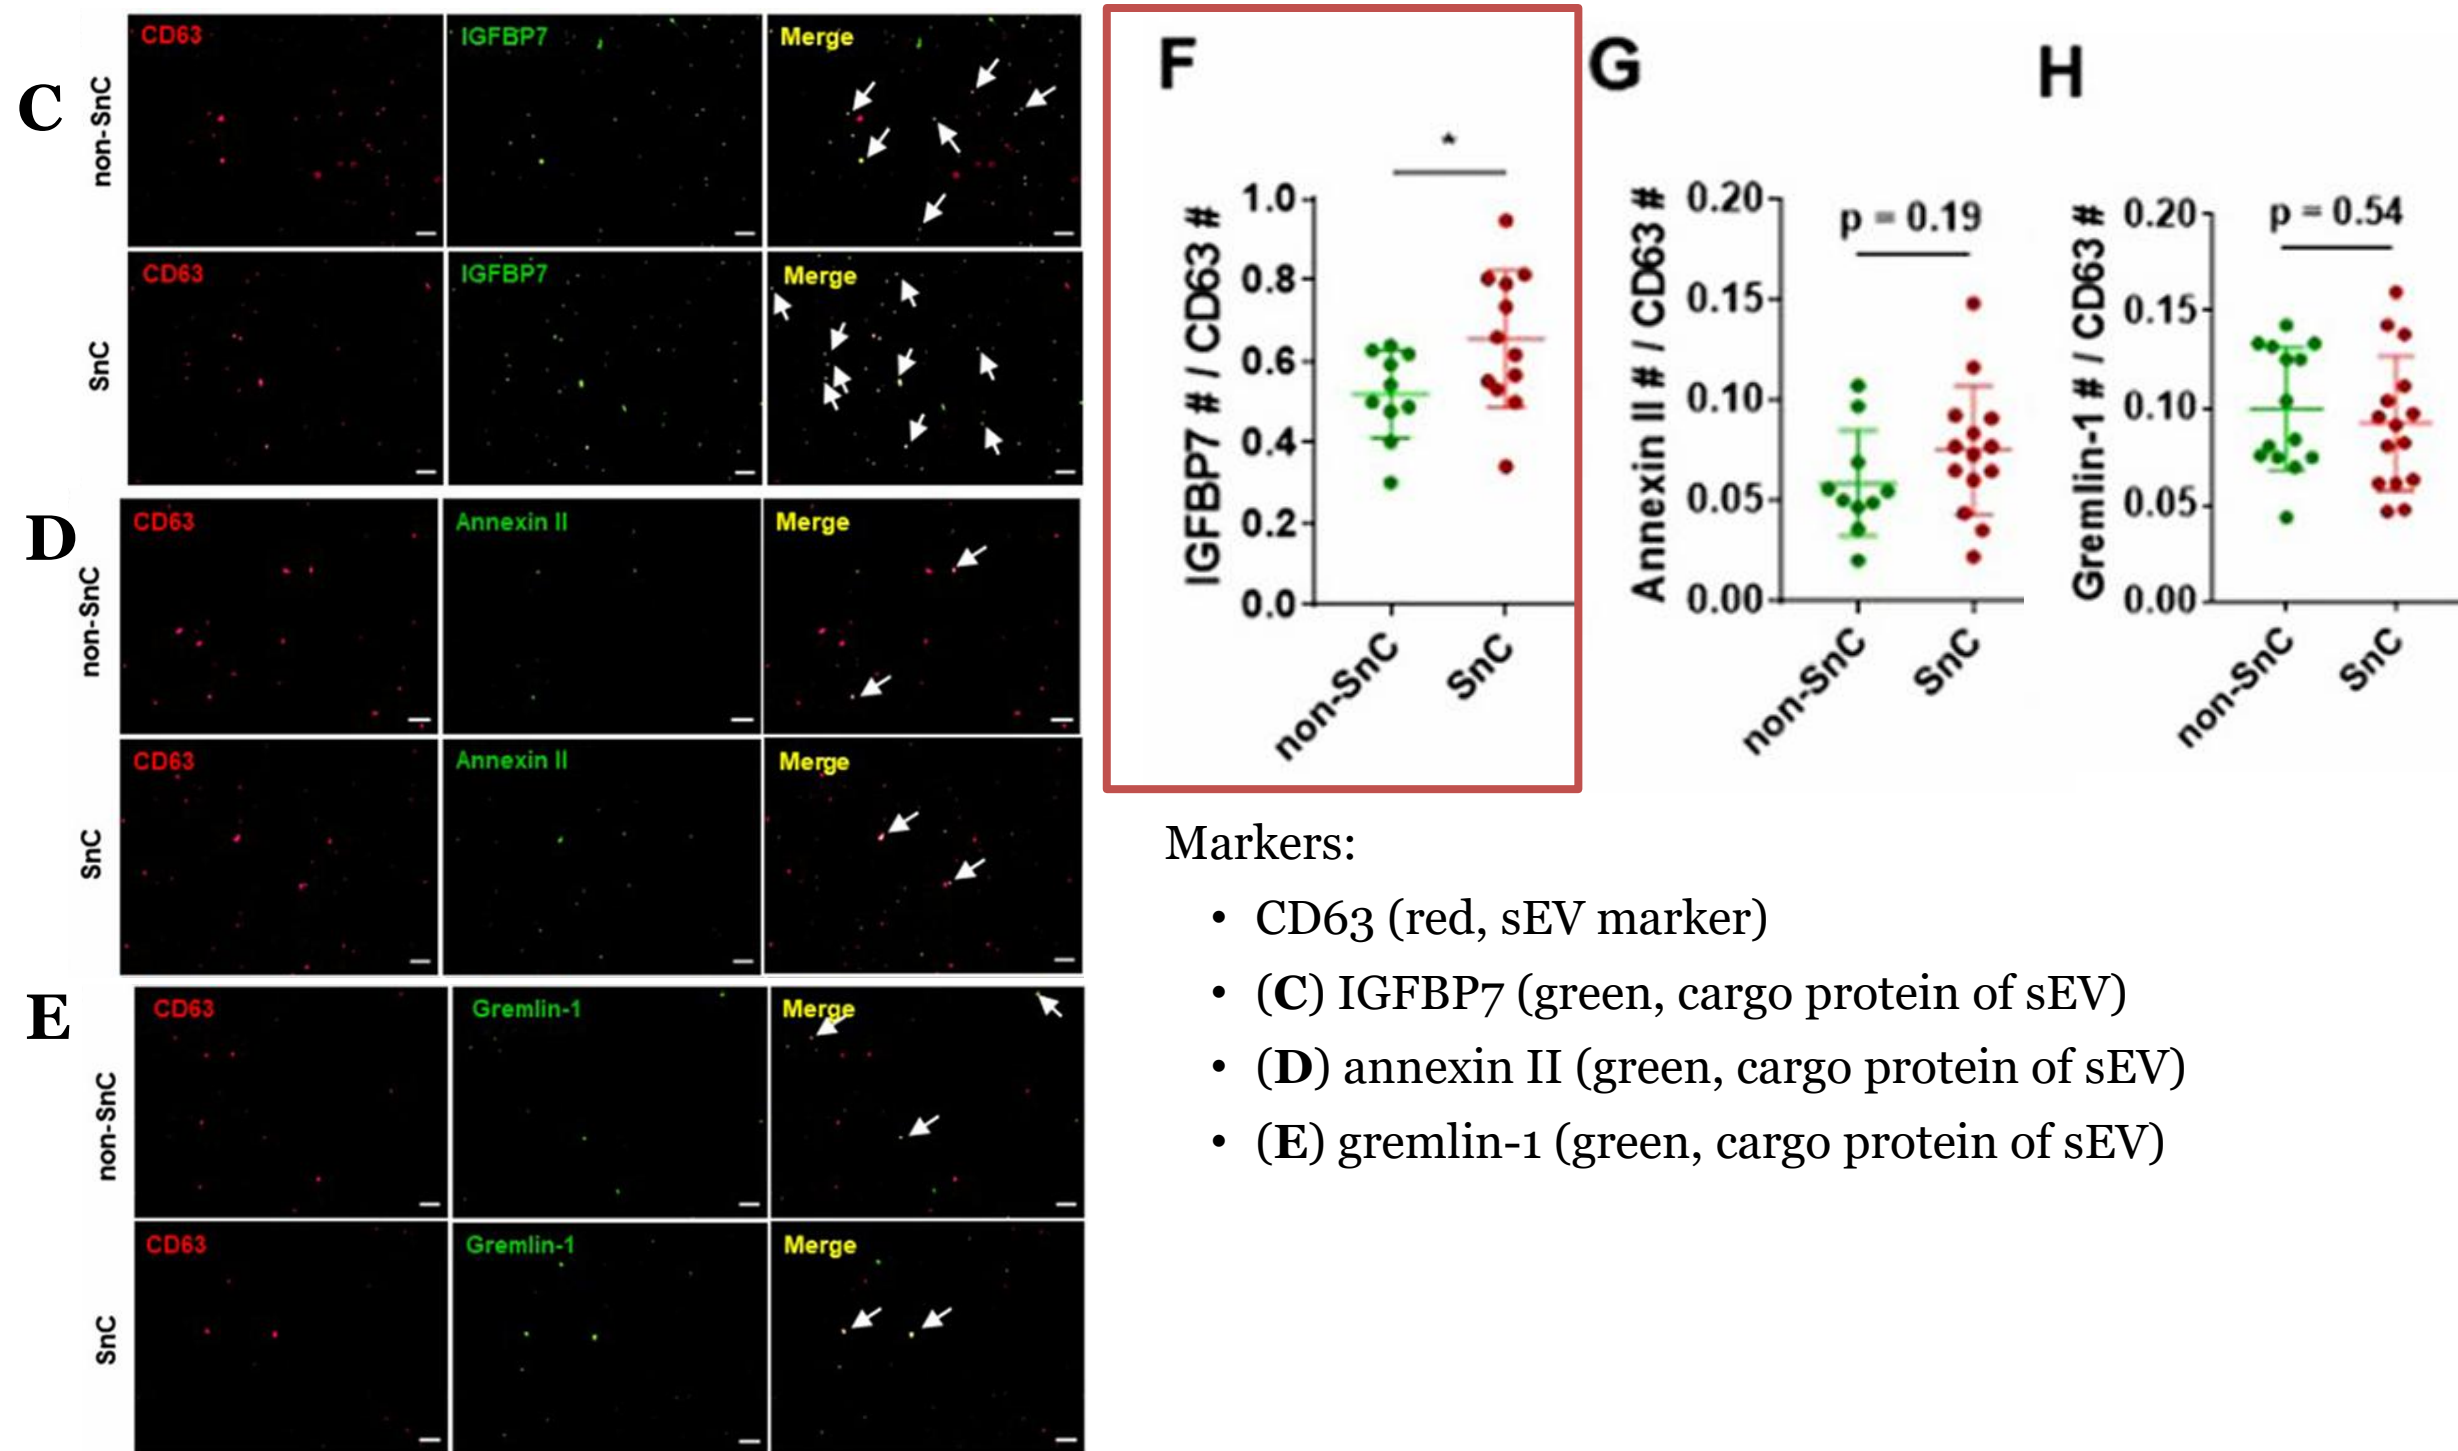 C
non-SnC
CD63
IGFBP7
Merge
SnC
CD63
IGFBP7
Merge
D
non-SnC
CD63
Annexin II
Merge
SnC
CD63
Annexin II
Merge
E
non-SnC
CD63
Gremlin-1
Merge
SnC
CD63
Gremlin-1
Merge
F
*
IGFBP7 # / CD63 #
1.0
0.8
0.6
0.4
0.2
0.0
non-SnC
SnC
G
p = 0.19
Annexin II # / CD63 #
0.20
0.15
0.10
0.05
0.00
non-SnC
SnC
H
p = 0.54
Gremlin-1 # / CD63 #
0.20
0.15
0.10
0.05
0.00
non-SnC
SnC
Markers:
• CD63 (red, sEV marker)
• (C) IGFBP7 (green, cargo protein of sEV)
• (D) annexin II (green, cargo protein of sEV)
• (E) gremlin-1 (green, cargo protein of sEV)